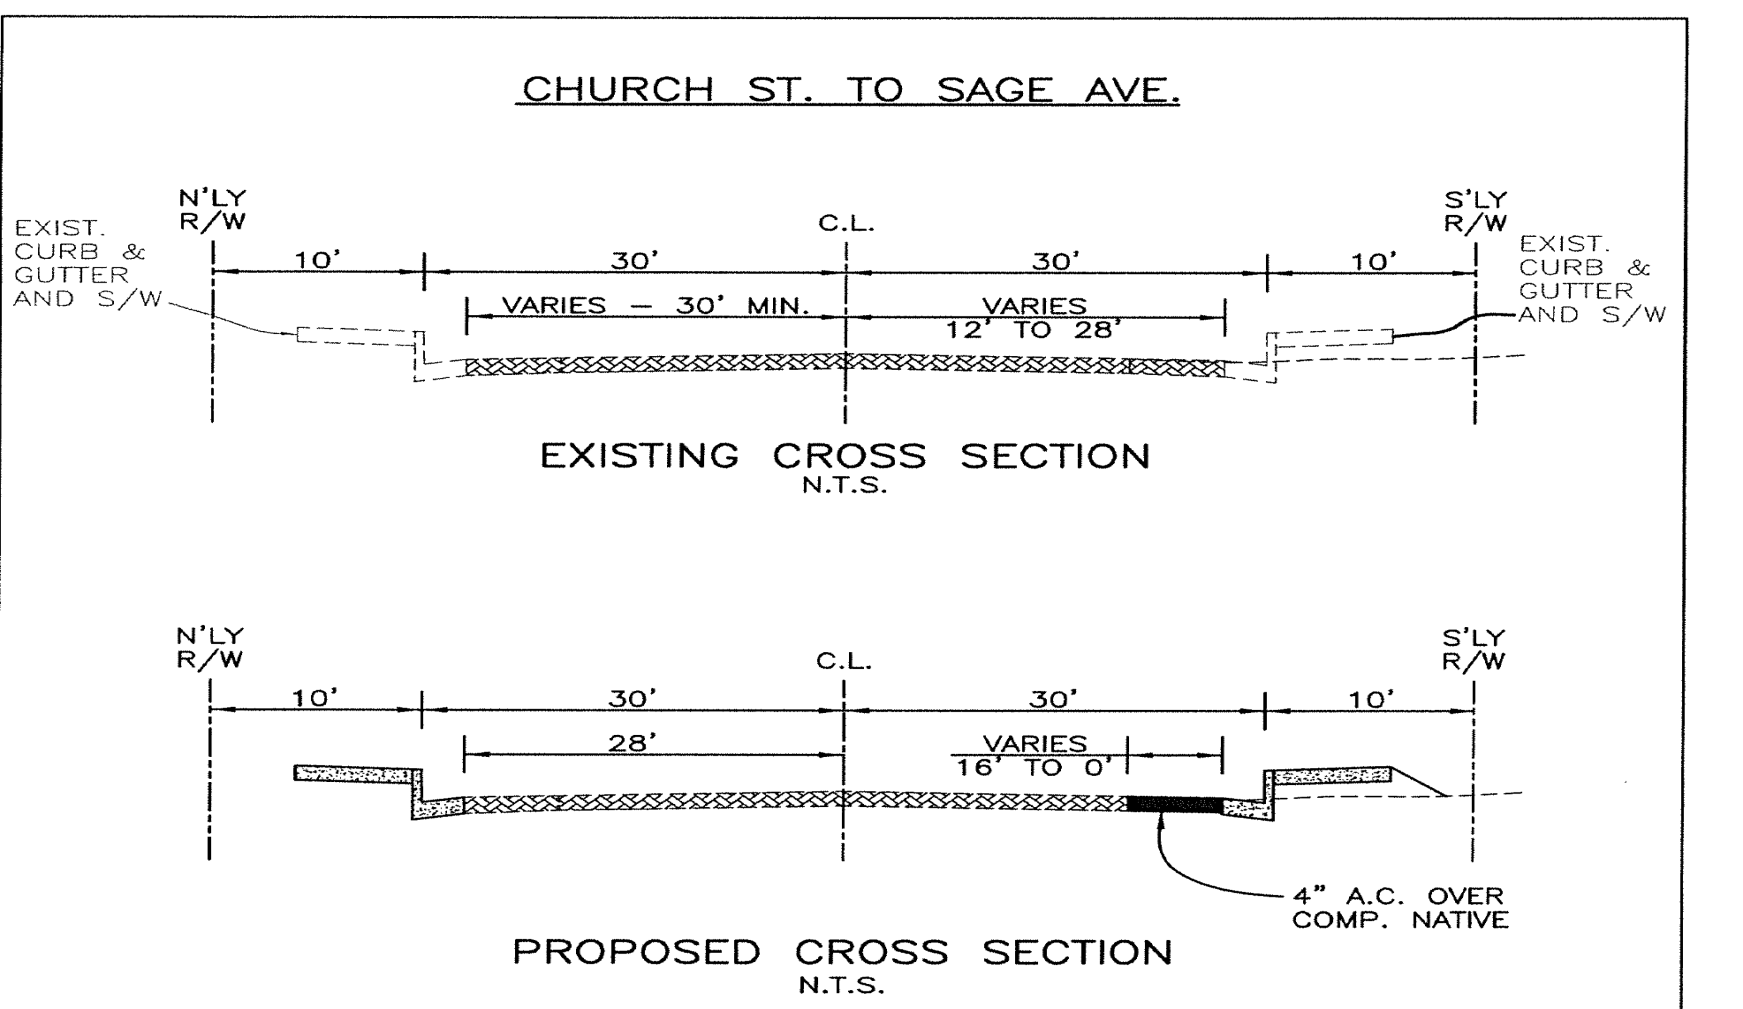 CHURCH ST. TO SAGE AVE.
N'LY
R/W
EXIST.
CURB &
GUTTER
AND S/W
C.L.
S'LY
R/W
EXIST.
CURB &
GUTTER
AND S/W
10'
30'
30'
10'
VARIES — 30' MIN.
VARIES
12' TO 28'
EXISTING CROSS SECTION
N.T.S.
N'LY
R/W
C.L.
S'LY
R/W
10'
30'
30'
10'
28'
VARIES
16' TO 0'
4" A.C. OVER
COMP. NATIVE
PROPOSED CROSS SECTION
N.T.S.